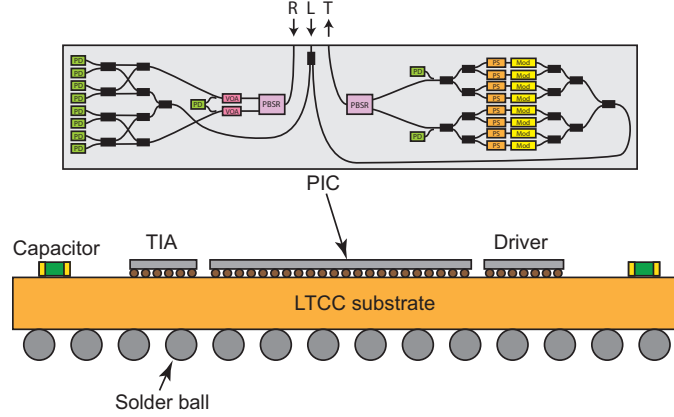 R L T
PD
PD
PD
PD
PD
PD
PD
PD
PD
VOA
VOA
PBSR
PBSR
PD
PD
PS Mod
PS Mod
PS Mod
PS Mod
PS Mod
PS Mod
PS Mod
PS Mod
PIC
Capacitor TIA Driver
LTCC substrate
Solder ball